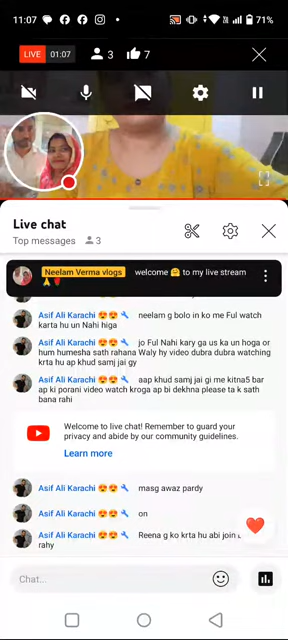 11:07
71%
LIVE 01:07 3 7
Live chat
Top messages 3
Neelam Verma vlogs welcome 🤗 to my live stream
🙏❤️
Asif Ali Karachi 😍😍 🔧 neelam g bolo in ko me Ful watch
karta hu un Nahi higa
Asif Ali Karachi 😍😍 🔧 jo Ful Nahi kary ga us ka un hoga or
hum humesha sath rahana Waly hy video dubra dubra watching
krta hu ap khud samj jai gy
Asif Ali Karachi 😍😍 🔧 aap khud samj jai gi me kitna5 bar
ap ki porani video watch kroga ap bi dekhna please ta k sath
bana rahi
Welcome to live chat! Remember to guard your
privacy and abide by our community guidelines.
Learn more
Asif Ali Karachi 😍😍 🔧 masg awaz pardy
Asif Ali Karachi 😍😍 🔧 on
Asif Ali Karachi 😍😍 🔧 Reena g ko krta hu abi join
rahy
Chat...